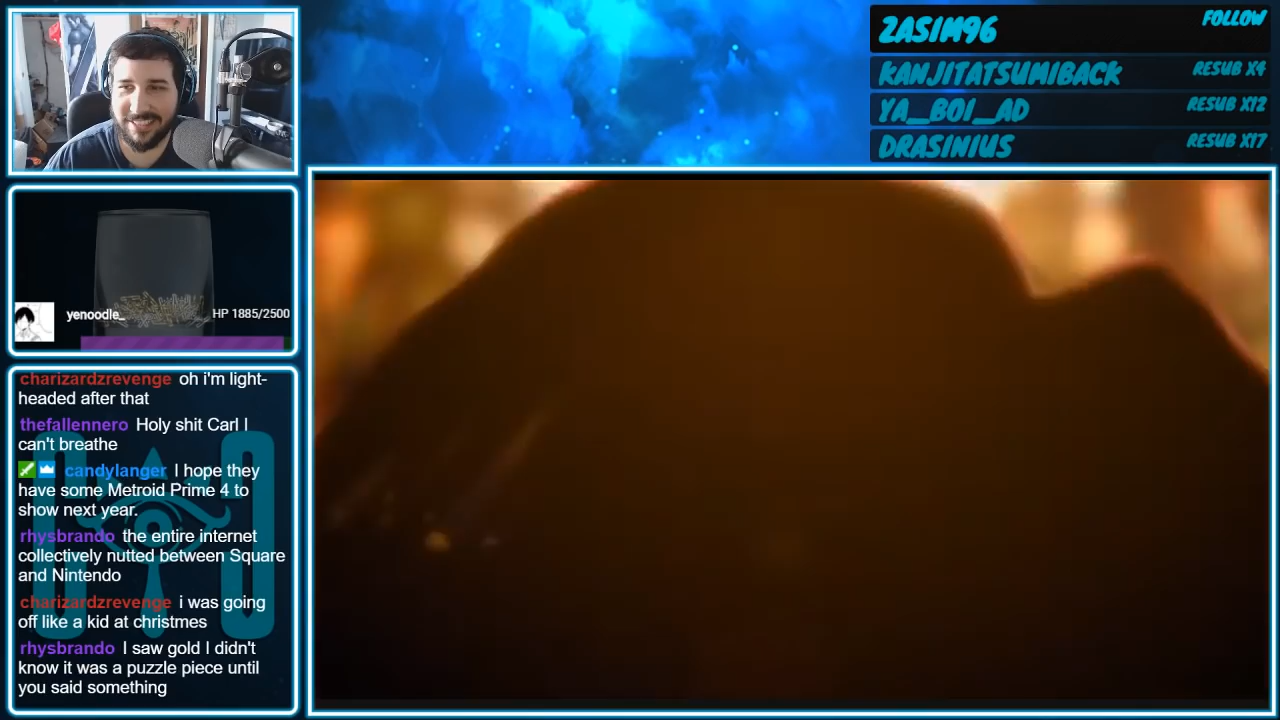 ZASIM96 FOLLOW
KANJITATSUMIBACK RESUB X4
YA_BOI_AD RESUB X12
DRASINIUS RESUB X17
yenoodle_ HP 1885/2500
charizardzrevenge oh i'm light-
headed after that
thefallennero Holy shit Carl I
can't breathe
candylanger I hope they
have some Metroid Prime 4 to
show next year.
rhysbrando the entire internet
collectively nutted between Square
and Nintendo
charizardzrevenge i was going
off like a kid at christmes
rhysbrando I saw gold I didn't
know it was a puzzle piece until
you said something